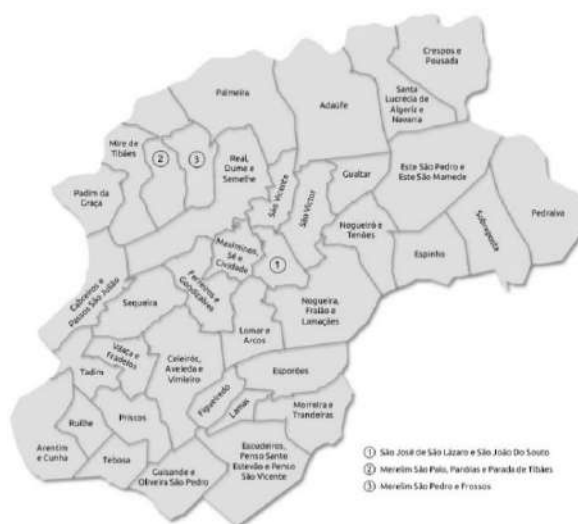 Crespos e
Pousada
Palmeira
Adaúfe
Santa
Lucrécia de
Algeriz e
Navarra
Mire de
Tibães
2
3
Real,
Dume e
Semelhe
São Vicente
São Victor
Gualtar
Este São Pedro e
Este São Mamede
Padim da
Graça
Nogueiró e
Tenões
Sobreposta
Pedralva
Espinho
Maximinos,
Sé e
Cividade
1
Cabreiros e
Passos São Julião
Sequeira
Ferreiros e
Gondizalves
Nogueira,
Fraião e
Lamaçães
Lomar e
Arcos
Vilaça e
Fradelos
Tadim
Celeirós,
Aveleda e
Vimieiro
Esporões
Figueiredo
Lamas
Morreira e
Trandeiras
Ruilhe
Priscos
Arentim
e Cunha
Tebosa
Guisande e
Oliveira São Pedro
Escudeiros,
Penso Santo
Estevão e Penso
São Vicente
1 São José de São Lázaro e São João Do Souto
2 Merelim São Paio, Panóias e Parada de Tibães
3 Merelim São Pedro e Frossos